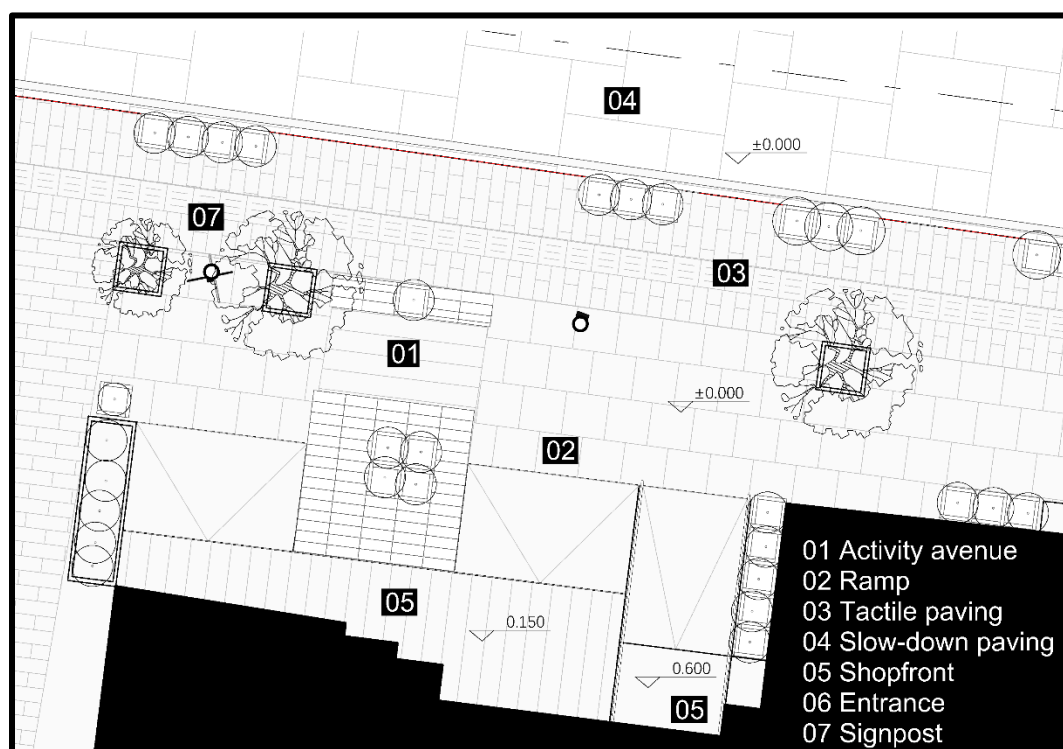 04
±0.000
07
03
01
±0.000
02
05
0.150
0.600
05
01 Activity avenue
02 Ramp
03 Tactile paving
04 Slow-down paving
05 Shopfront
06 Entrance
07 Signpost